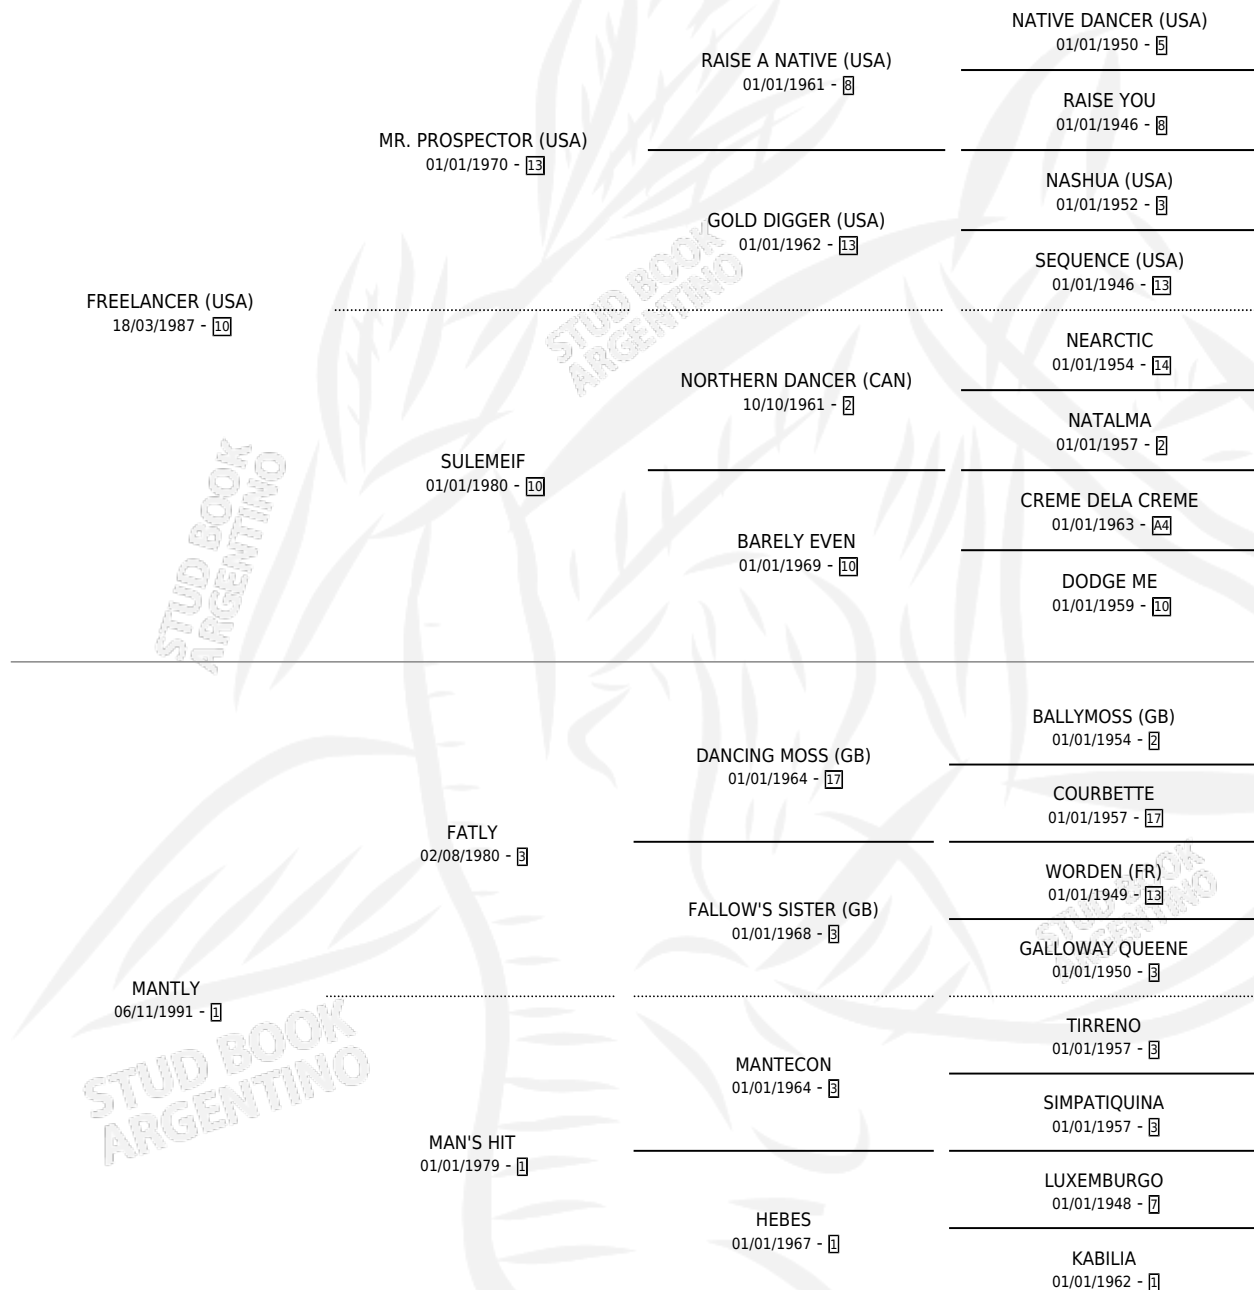 NATIVE DANCER (USA)
01/01/1950 - 5
RAISE A NATIVE (USA)
01/01/1961 - 8
RAISE YOU
01/01/1946 - 8
MR. PROSPECTOR (USA)
01/01/1970 - 13
NASHUA (USA)
01/01/1952 - 3
GOLD DIGGER (USA)
01/01/1962 - 13
SEQUENCE (USA)
01/01/1946 - 13
FREELANCER (USA)
18/03/1987 - 10
STUD BOOK
ARGENTINO
NEARCTIC
01/01/1954 - 14
NORTHERN DANCER (CAN)
10/10/1961 - 2
NATALMA
01/01/1957 - 2
SULEMEIF
01/01/1980 - 10
CREME DELA CREME
01/01/1963 - A4
BARELY EVEN
01/01/1969 - 10
DODGE ME
01/01/1959 - 10
STUD BOOK
ARGENTINO
BALLYMOSS (GB)
01/01/1954 - 2
DANCING MOSS (GB)
01/01/1964 - 17
COURBETTE
01/01/1957 - 17
FATLY
02/08/1980 - 3
WORDEN (FR)
01/01/1949 - 13
FALLOW'S SISTER (GB)
01/01/1968 - 3
GALLOWAY QUEENE
01/01/1950 - 3
STUD BOOK
ARGENTINO
MANTLY
06/11/1991 - 1
TIRRENO
01/01/1957 - 3
MANTECON
01/01/1964 - 3
SIMPATIQUINA
01/01/1957 - 3
MAN'S HIT
01/01/1979 - 1
LUXEMBURGO
01/01/1948 - 7
HEBES
01/01/1967 - 1
KABILIA
01/01/1962 - 1
STUD BOOK
ARGENTINO